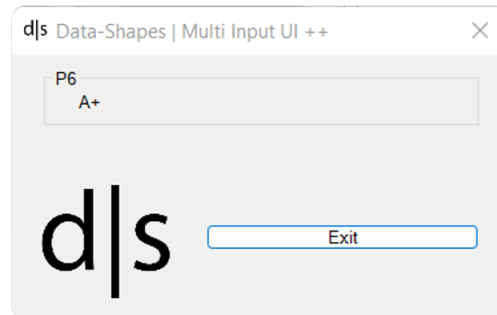 d|s Data-Shapes | Multi Input UI ++
P6
A+
d|s
Exit